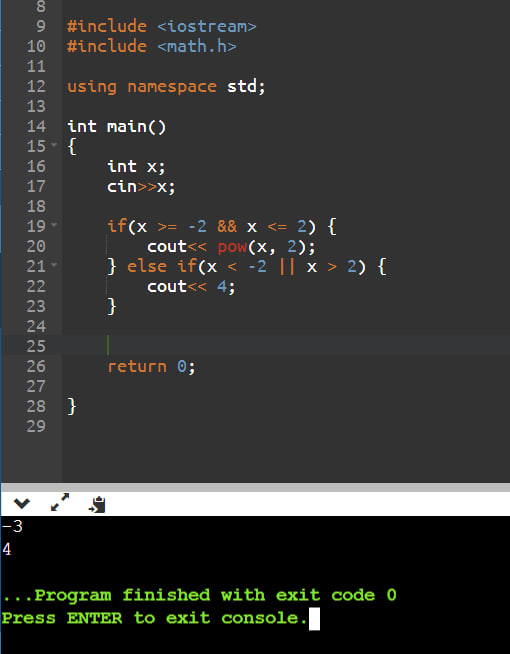 8
9 #include <iostream>
10 #include <math.h>
11
12 using namespace std;
13
14 int main()
15 {
16     int x;
17     cin>>x;
18
19     if(x >= -2 && x <= 2) {
20         cout<< pow(x, 2);
21     } else if(x < -2 || x > 2) {
22         cout<< 4;
23     }
24
25
26     return 0;
27
28 }
29
-3
4
...Program finished with exit code 0
Press ENTER to exit console.